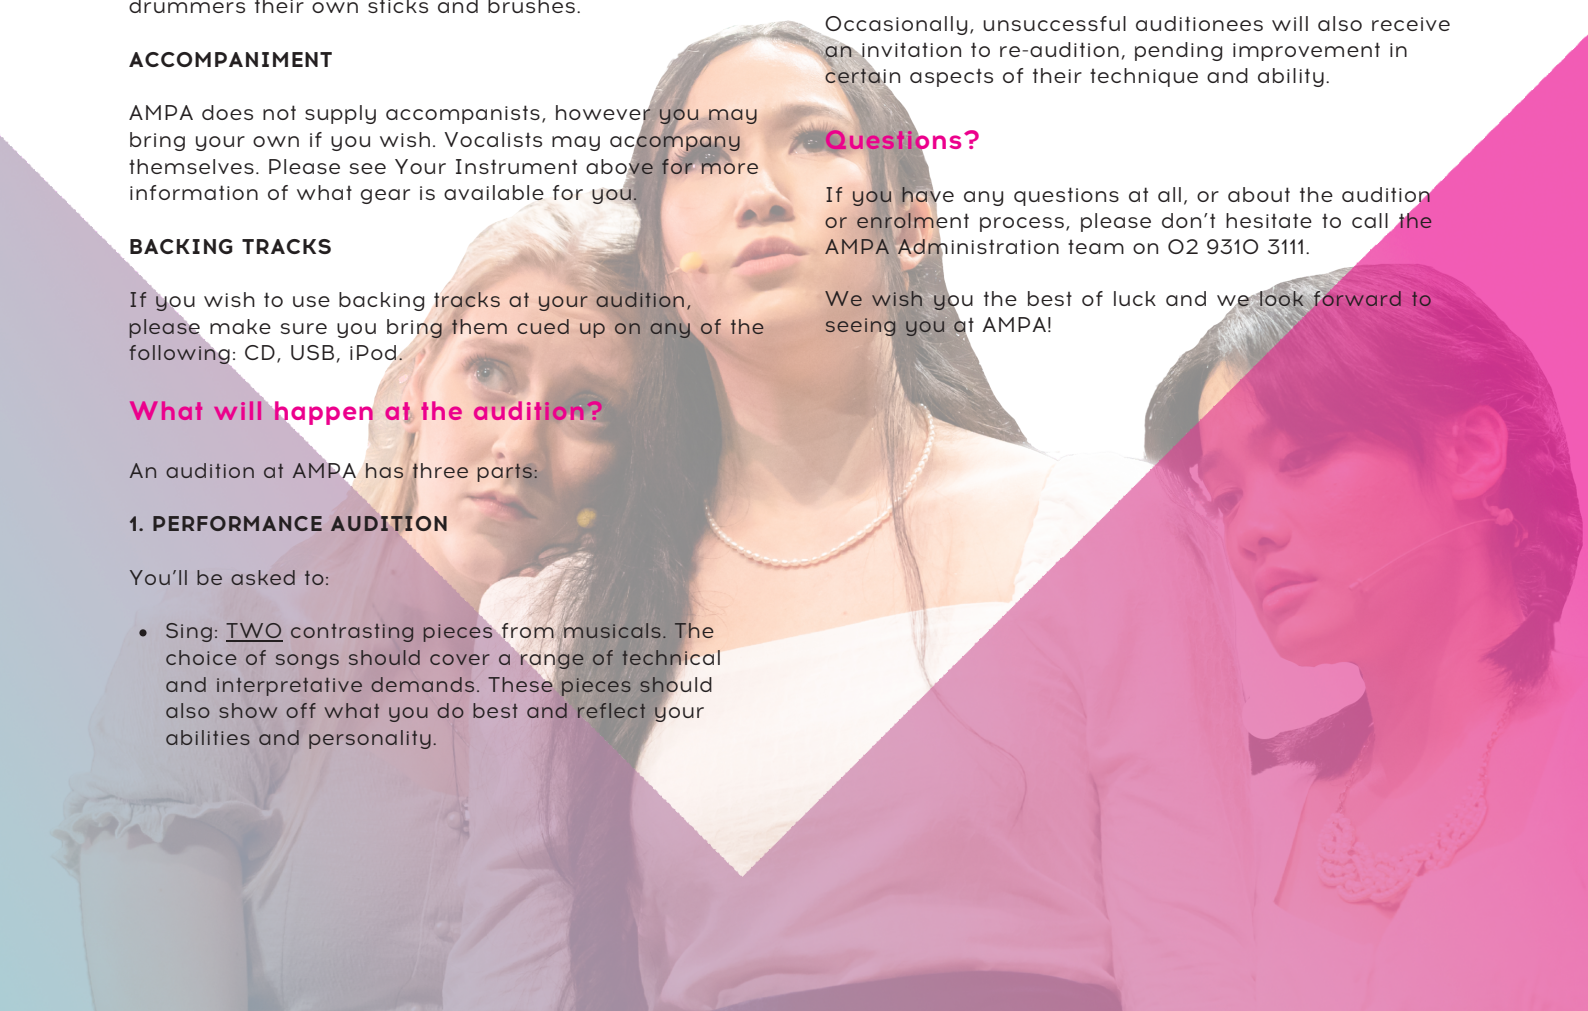 drummers their own sticks and brushes.
ACCOMPANIMENT
AMPA does not supply accompanists, however you may
bring your own if you wish. Vocalists may accompany
themselves. Please see Your Instrument above for more
information of what gear is available for you.
BACKING TRACKS
If you wish to use backing tracks at your audition,
please make sure you bring them cued up on any of the
following: CD, USB, iPod.
What will happen at the audition?
An audition at AMPA has three parts:
1. PERFORMANCE AUDITION
You’ll be asked to:
• Sing: TWO contrasting pieces from musicals. The
choice of songs should cover a range of technical
and interpretative demands. These pieces should
also show off what you do best and reflect your
abilities and personality.
Occasionally, unsuccessful auditionees will also receive
an invitation to re-audition, pending improvement in
certain aspects of their technique and ability.
Questions?
If you have any questions at all, or about the audition
or enrolment process, please don’t hesitate to call the
AMPA Administration team on 02 9310 3111.
We wish you the best of luck and we look forward to
seeing you at AMPA!